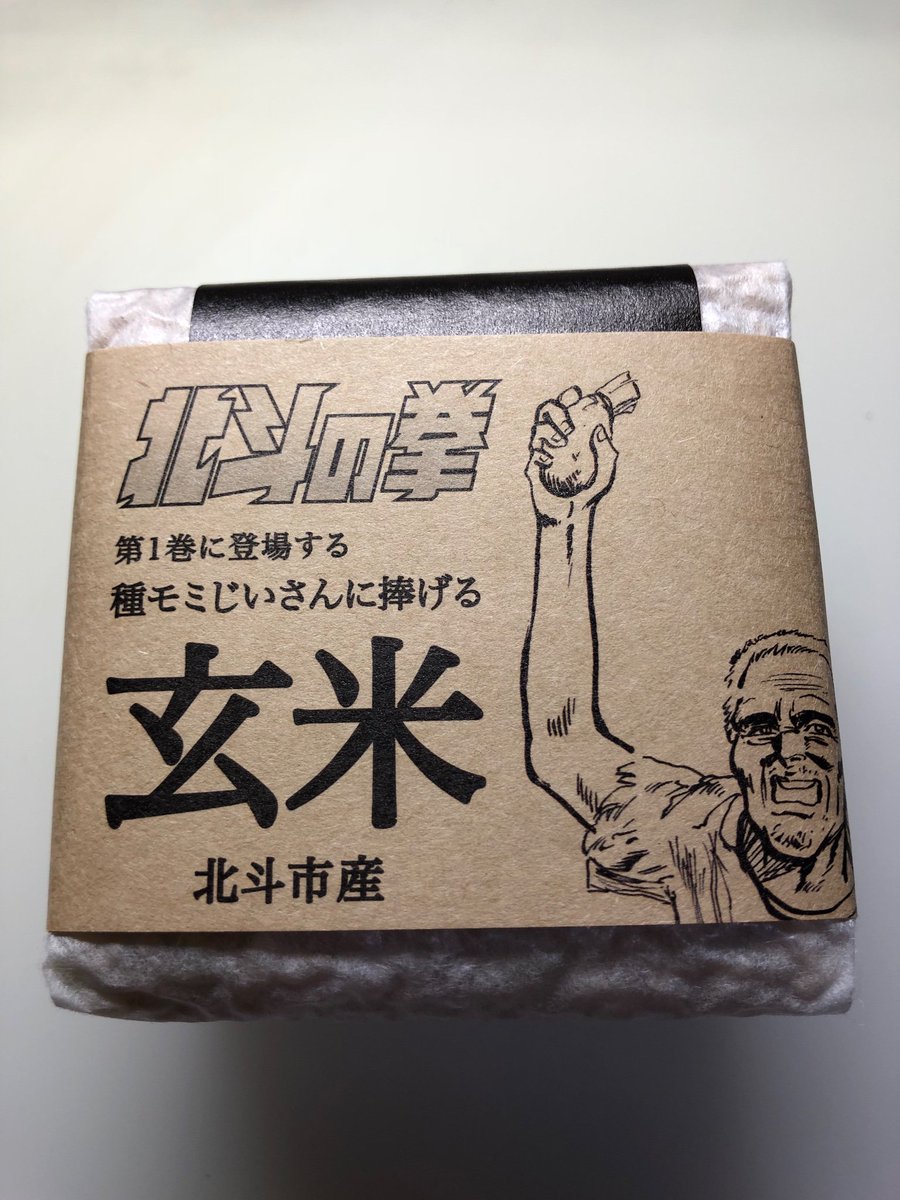 北斗の拳
第1巻に登場する
種モミじいさんに捧げる
玄米
北斗市産